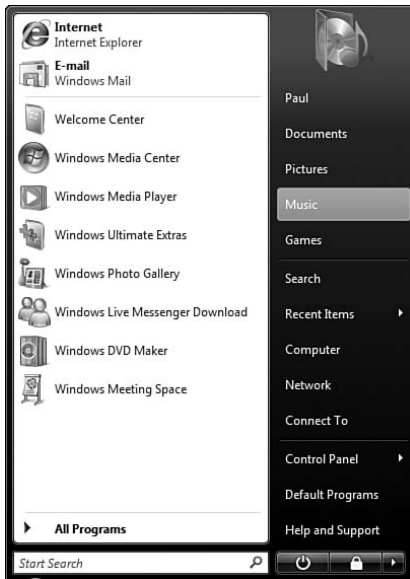 Internet
Internet Explorer
E-mail
Windows Mail
Welcome Center
Windows Media Center
Windows Media Player
Windows Ultimate Extras
Windows Photo Gallery
Windows Live Messenger Download
Windows DVD Maker
Windows Meeting Space
All Programs
Start Search
Paul
Documents
Pictures
Music
Games
Search
Recent Items
Computer
Network
Connect To
Control Panel
Default Programs
Help and Support